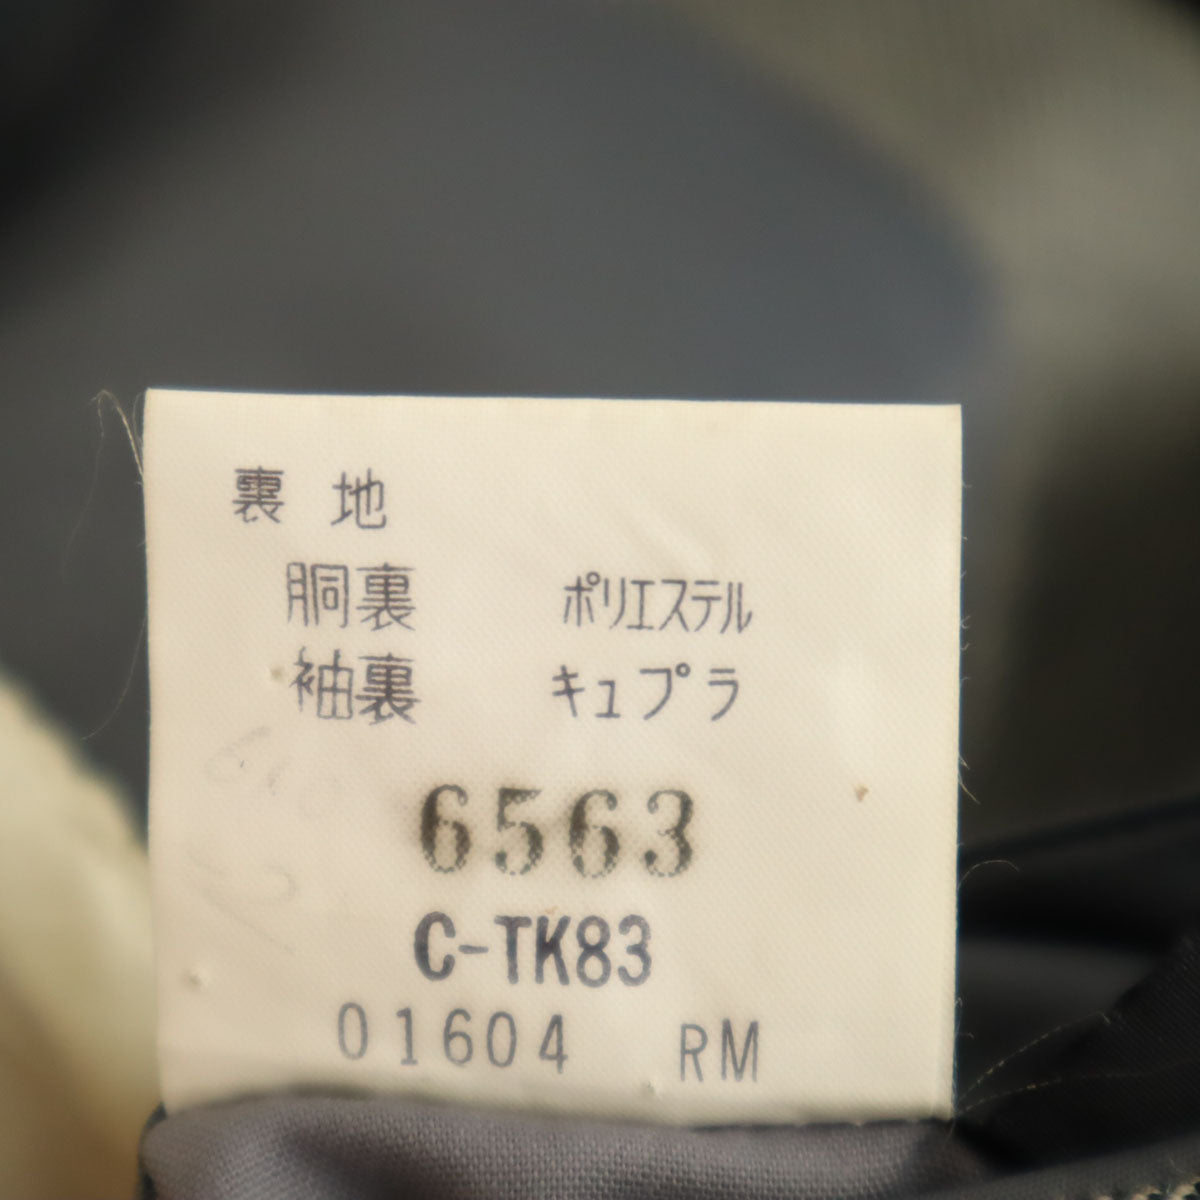 裏 地
胴裏 ポリエステル
袖裏 キュプラ
6563
C-TK83
01604 RM